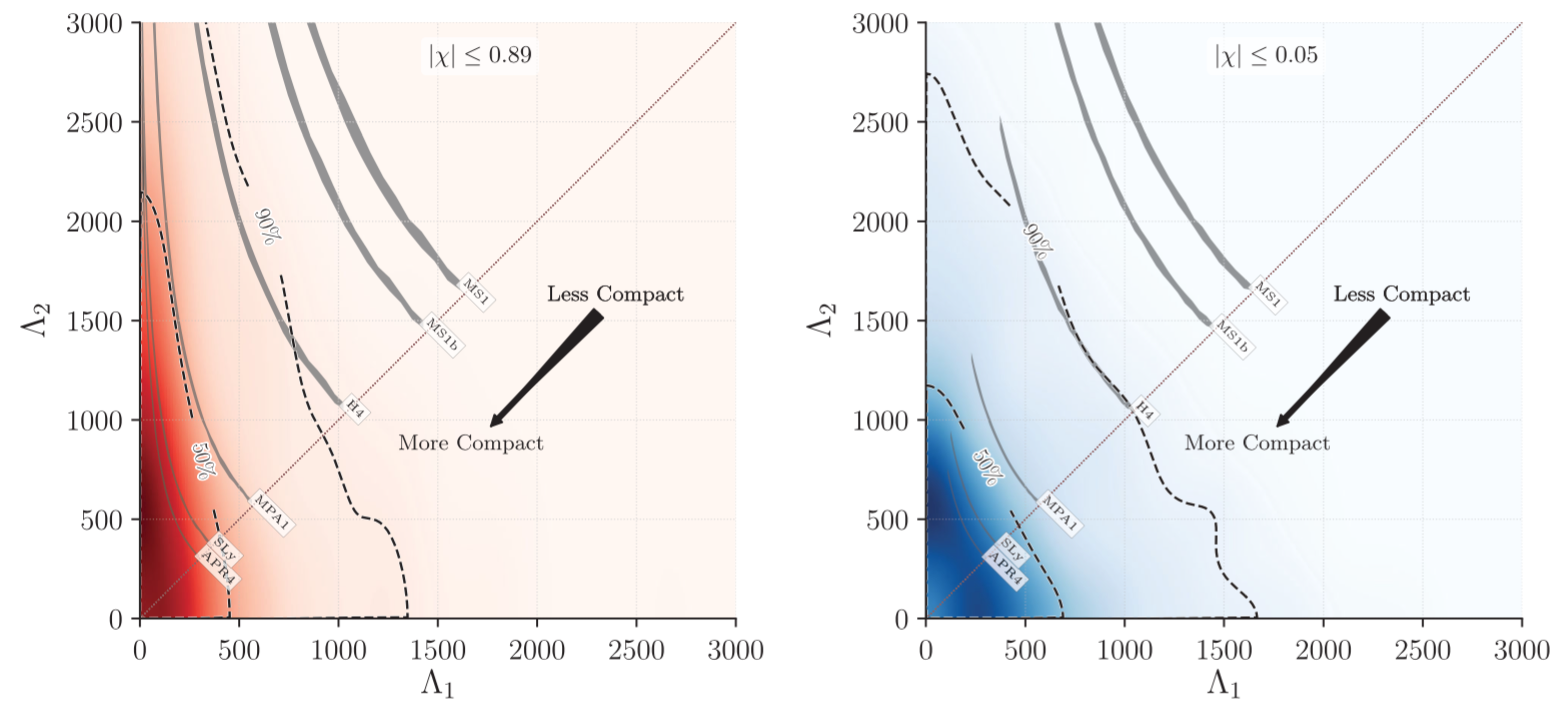 |χ| ≤ 0.89
3000
2500
2000
1500
1000
500
0
Λ₂
90%
50%
MS1
MS1b
H4
MPA1
SLy
APR4
Less Compact
More Compact
0 500 1000 1500 2000 2500 3000
Λ₁
|χ| ≤ 0.05
3000
2500
2000
1500
1000
500
0
Λ₂
90%
50%
MS1
MS1b
H4
MPA1
SLy
APR4
Less Compact
More Compact
0 500 1000 1500 2000 2500 3000
Λ₁